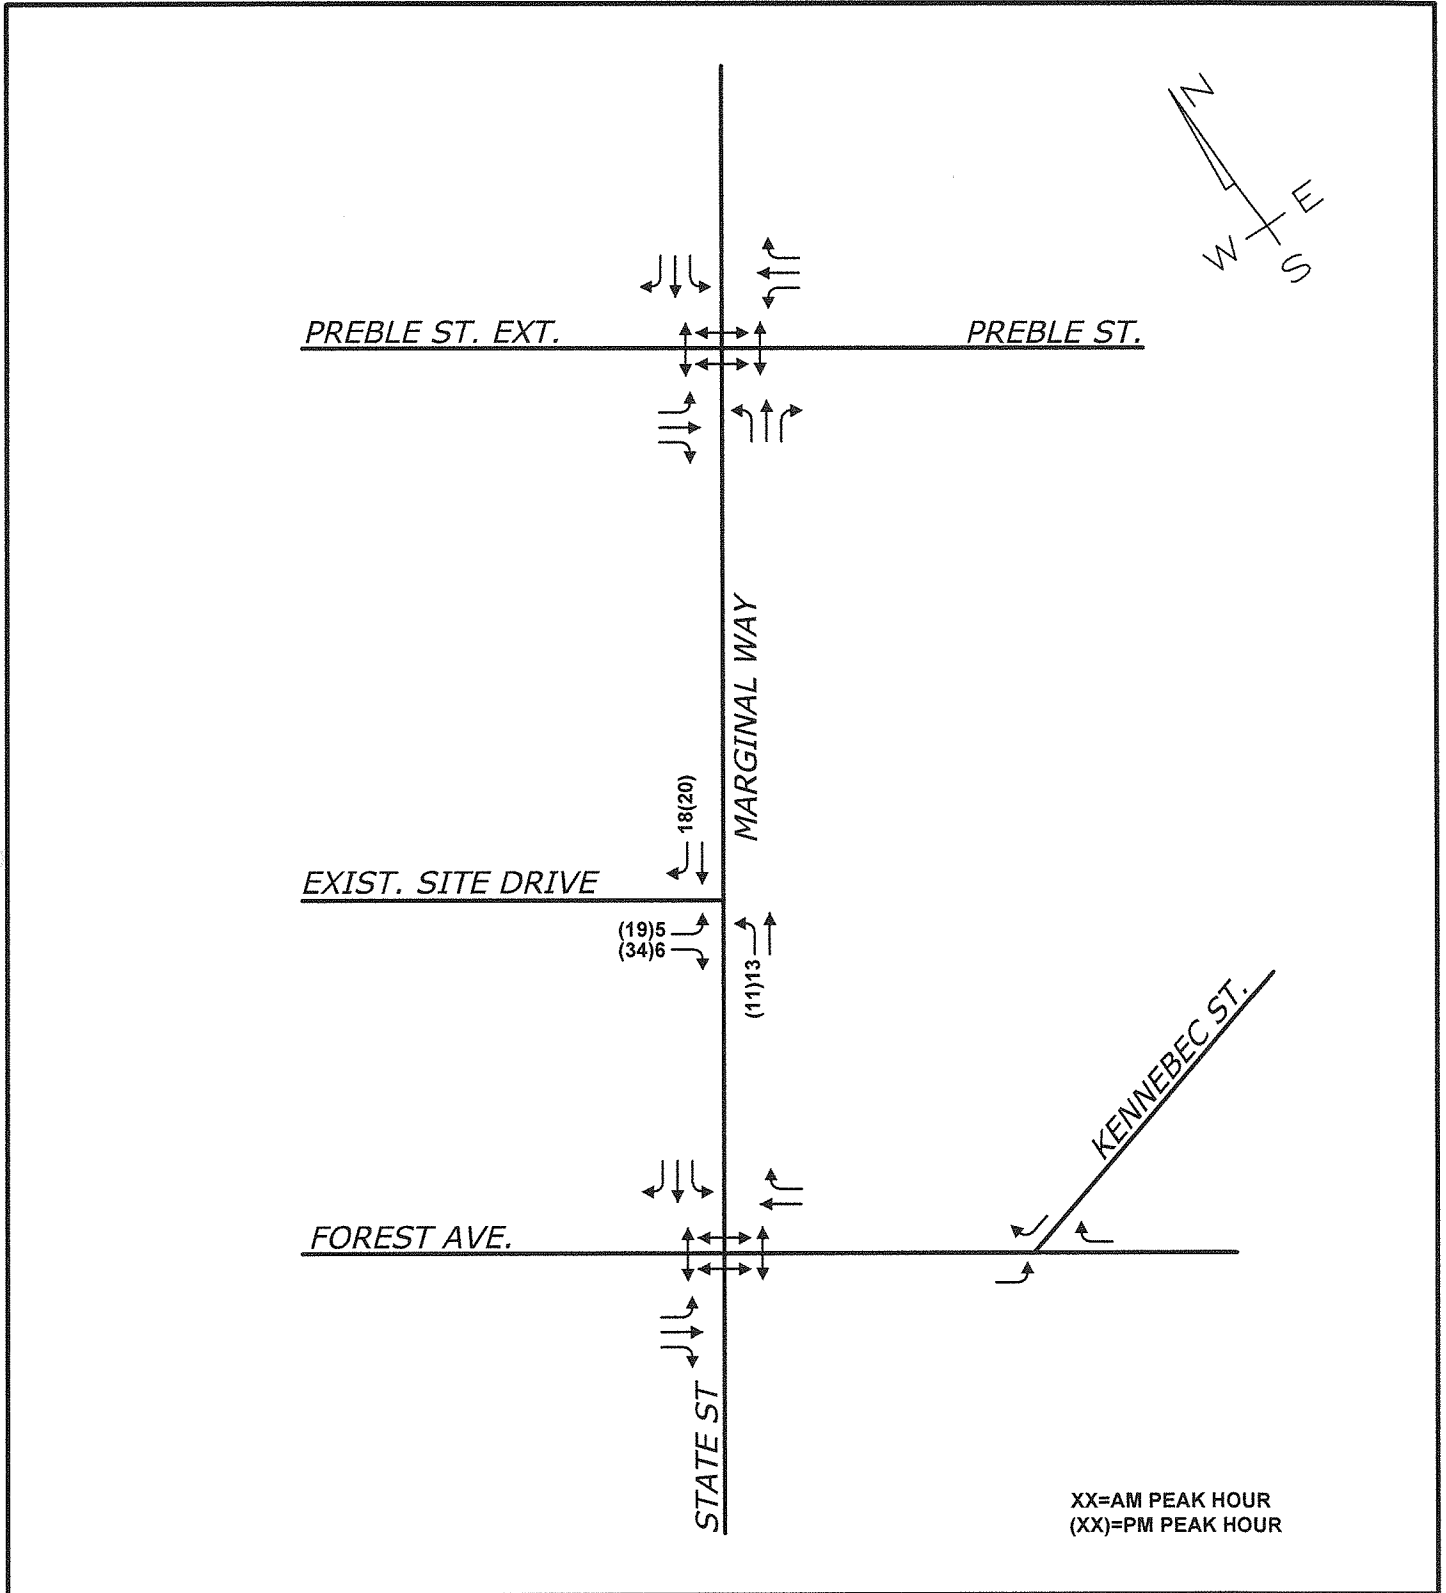 N
E
W
S
PREBLE ST. EXT.
PREBLE ST.
MARGINAL WAY
18(20)
EXIST. SITE DRIVE
(19)5
(34)6
(11)13
KENNEBEC ST.
FOREST AVE.
STATE ST
XX=AM PEAK HOUR
(XX)=PM PEAK HOUR